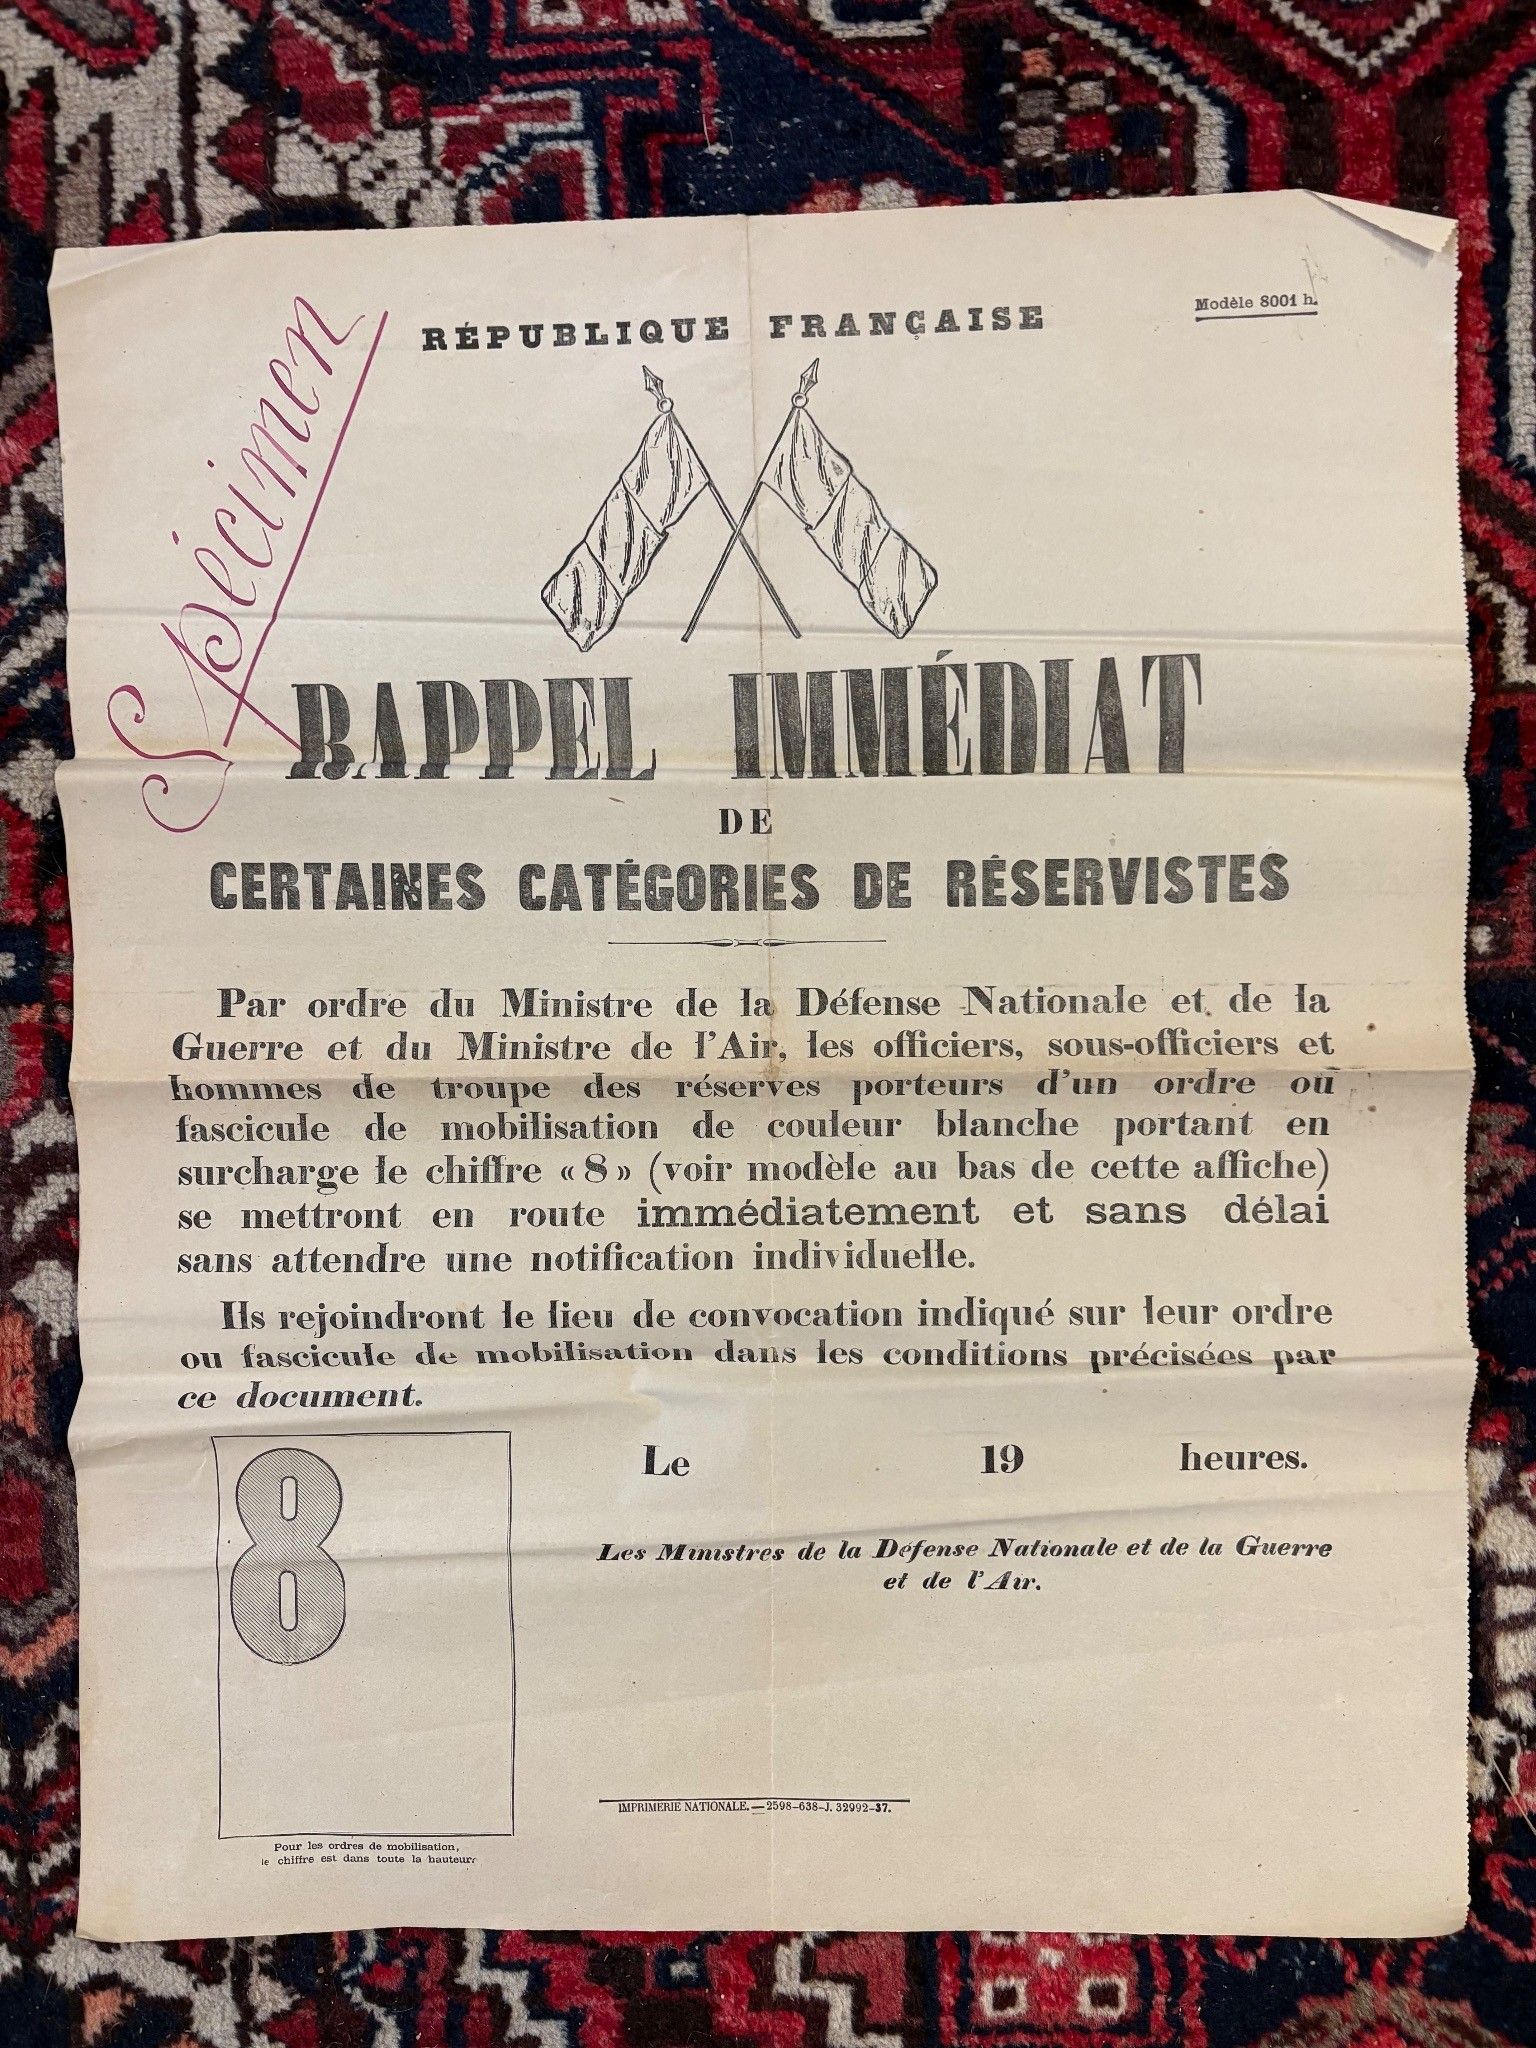 Modèle 8001 h.
RÉPUBLIQUE FRANÇAISE
Spécimen
RAPPEL IMMÉDIAT
DE
CERTAINES CATÉGORIES DE RÉSERVISTES
Par ordre du Ministre de la Défense Nationale et de la
Guerre et du Ministre de l'Air, les officiers, sous-officiers et
hommes de troupe des réserves porteurs d'un ordre ou
fascicule de mobilisation de couleur blanche portant en
surcharge le chiffre « 8 » (voir modèle au bas de cette affiche)
se mettront en route immédiatement et sans délai
sans attendre une notification individuelle.
Ils rejoindront le lieu de convocation indiqué sur leur ordre
ou fascicule de mobilisation dans les conditions précisées par
ce document.
8
Le 19 heures.
Les Ministres de la Défense Nationale et de la Guerre
et de l'Air.
IMPRIMERIE NATIONALE. — 2598-638-J. 32992-37.
Pour les ordres de mobilisation,
le chiffre est dans toute la hauteur